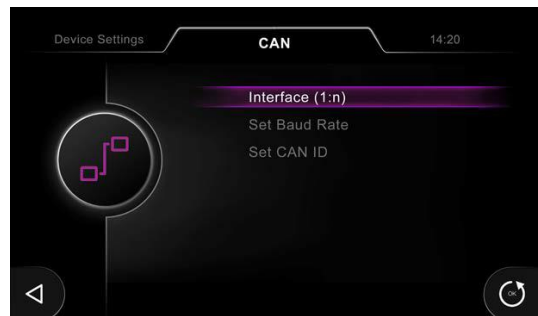 Device Settings
CAN
14:20
Interface (1:n)
Set Baud Rate
Set CAN ID
OK